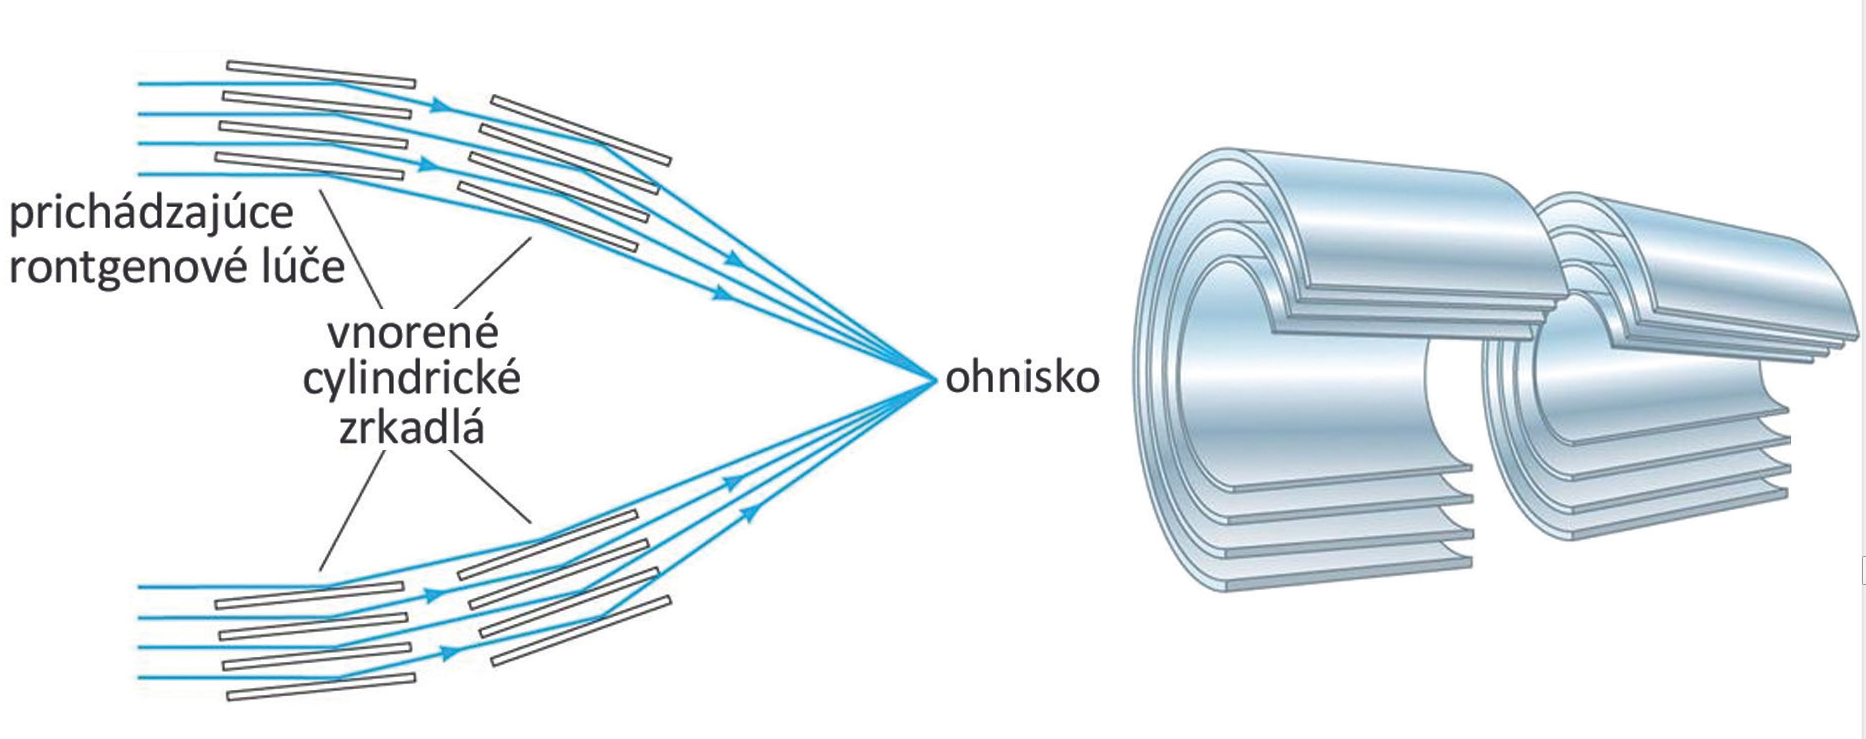 prichádzajúce
rontgenové lúče
vnorené
cylindrické
zrkadlá
ohnisko